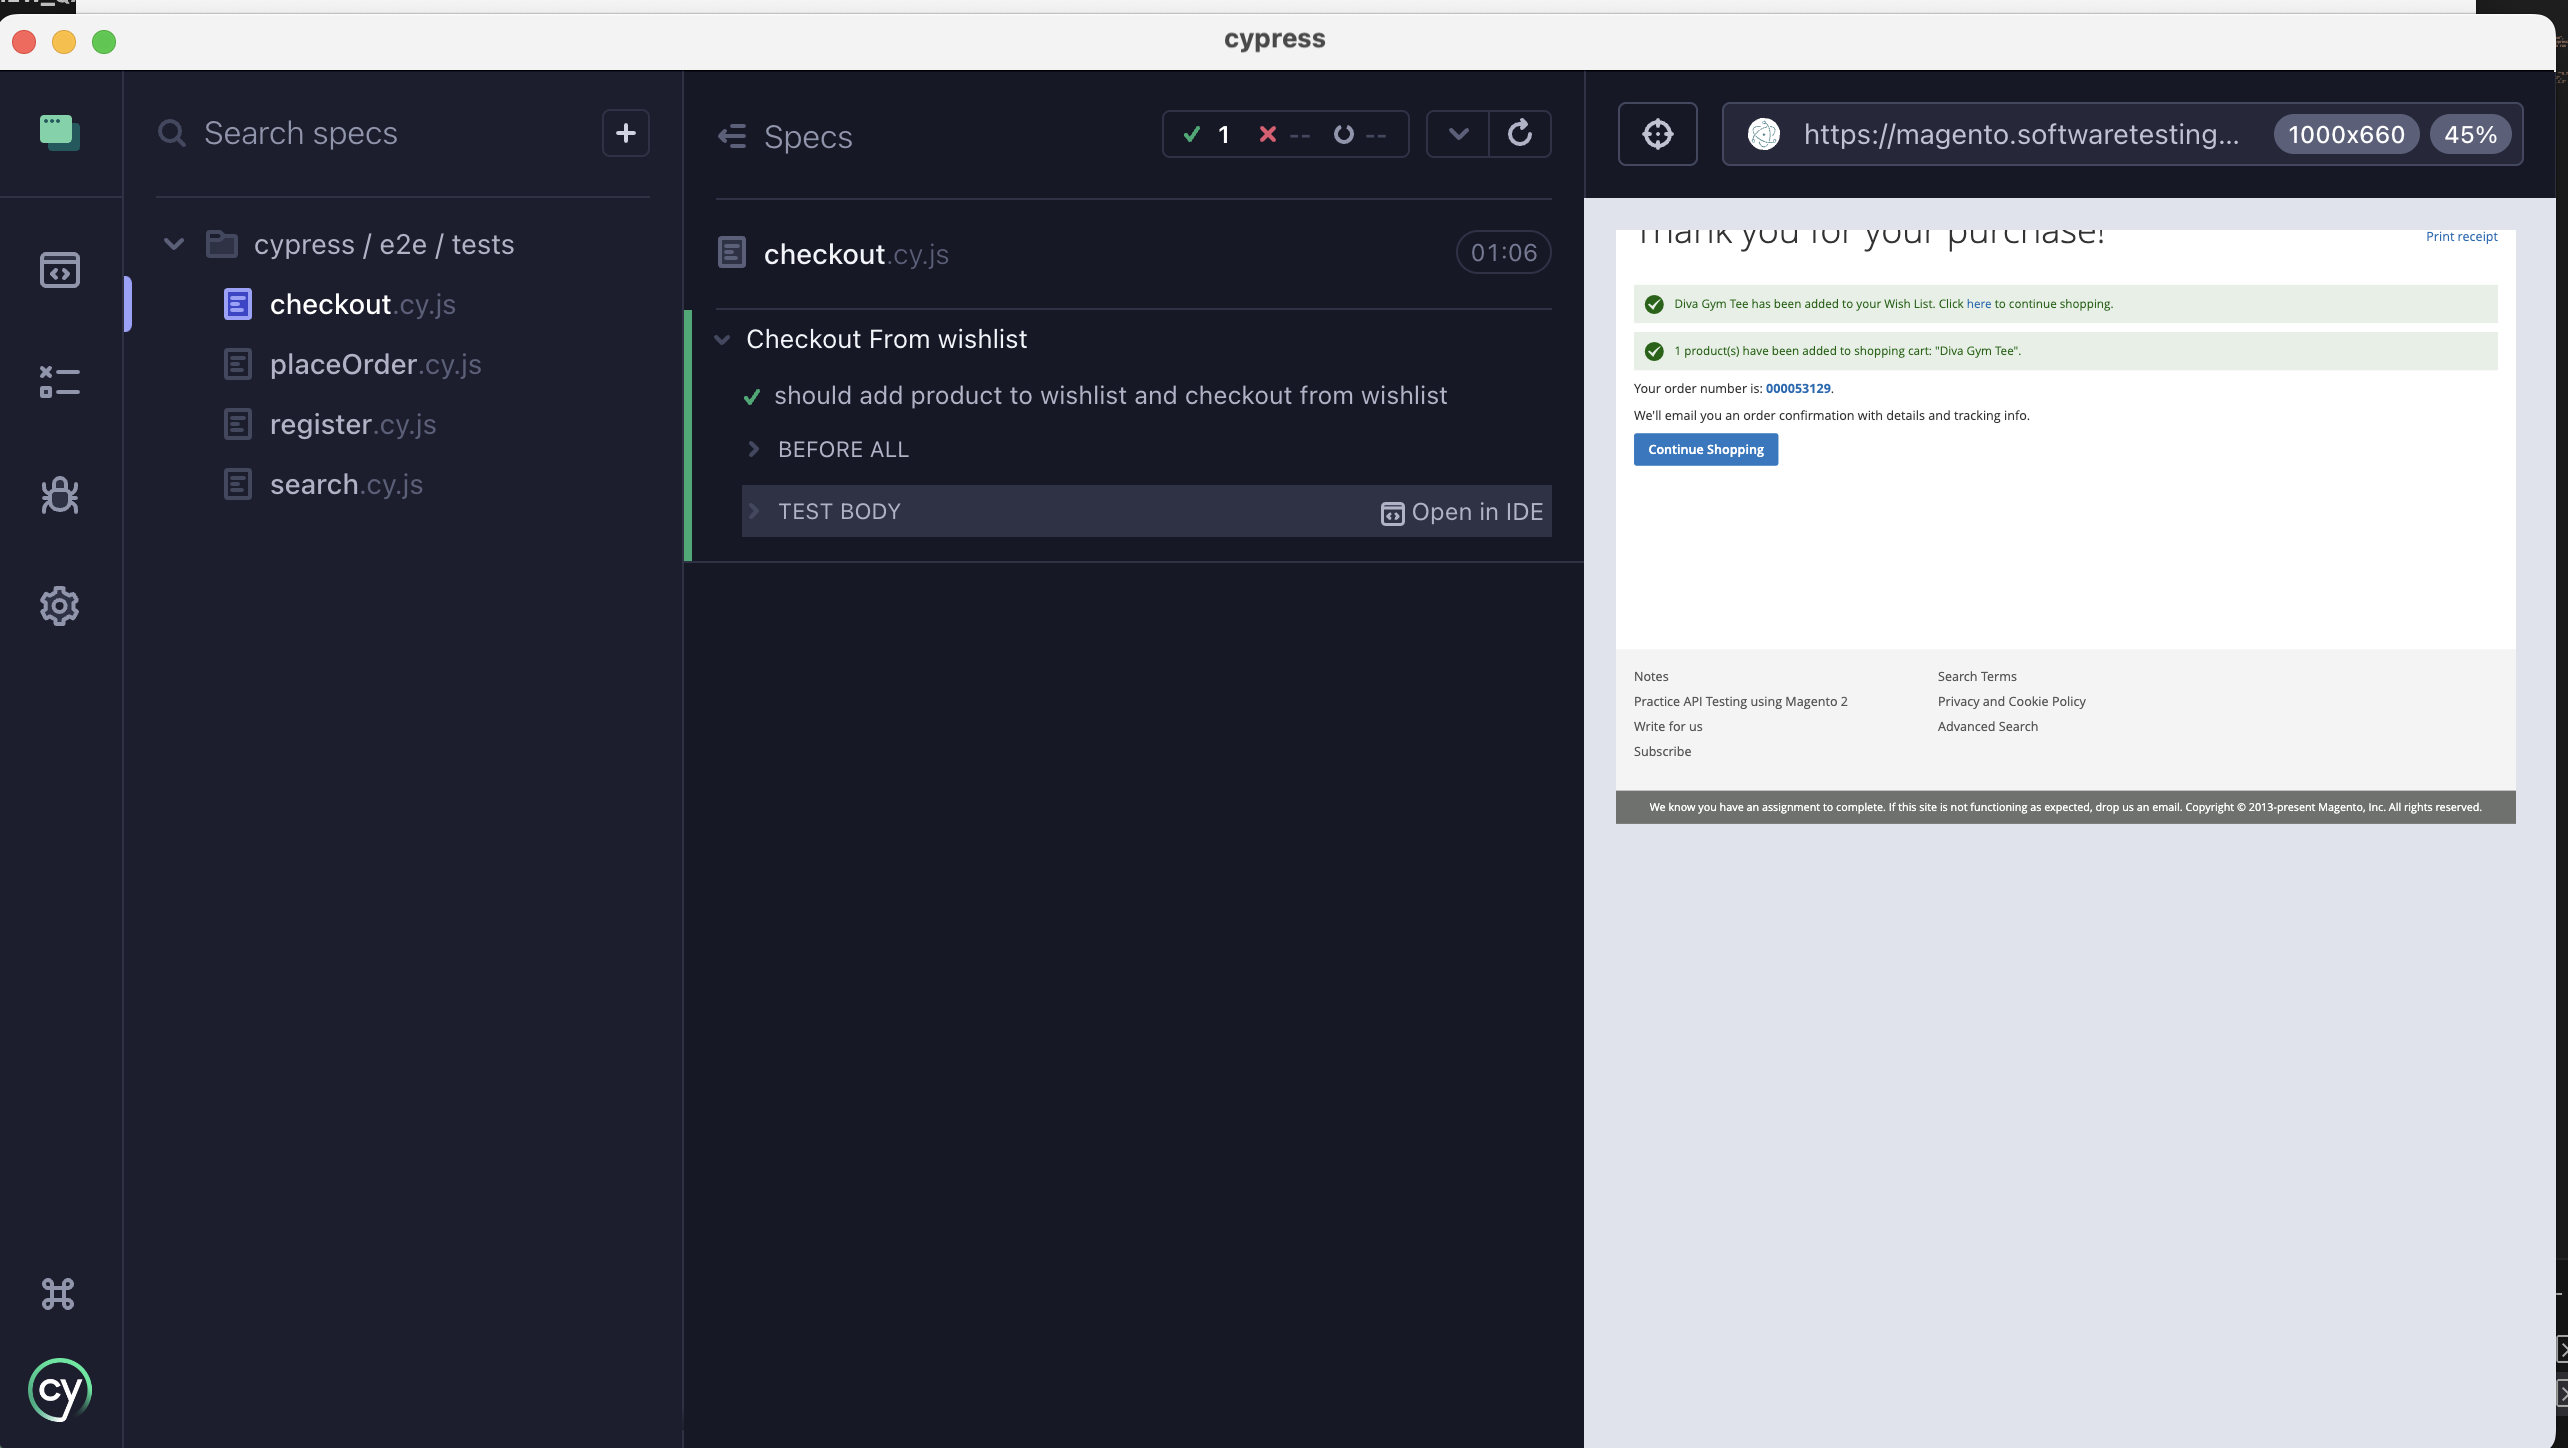 cypress
Search specs
cypress / e2e / tests
checkout.cy.js
placeOrder.cy.js
register.cy.js
search.cy.js
cy
Specs
1 -- --
checkout.cy.js
01:06
Checkout From wishlist
should add product to wishlist and checkout from wishlist
BEFORE ALL
TEST BODY
Open in IDE
https://magento.softwaretesting...
1000x660
45%
Thank you for your purchase!
Print receipt
Diva Gym Tee has been added to your Wish List. Click here to continue shopping.
1 product(s) have been added to shopping cart: "Diva Gym Tee".
Your order number is: 000053129.
We'll email you an order confirmation with details and tracking info.
Continue Shopping
Notes
Practice API Testing using Magento 2
Write for us
Subscribe
Search Terms
Privacy and Cookie Policy
Advanced Search
We know you have an assignment to complete. If this site is not functioning as expected, drop us an email. Copyright © 2013-present Magento, Inc. All rights reserved.